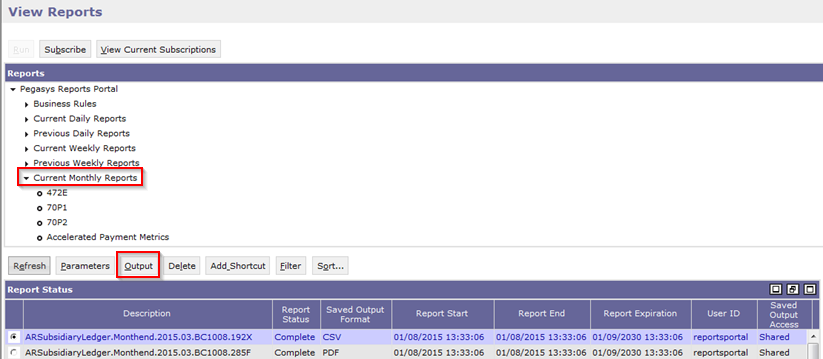 View Reports
Run Subscribe View Current Subscriptions
Reports
Pegasys Reports Portal
Business Rules
Current Daily Reports
Previous Daily Reports
Current Weekly Reports
Previous Weekly Reports
Current Monthly Reports
472E
70P1
70P2
Accelerated Payment Metrics
Refresh Parameters Output Delete Add Shortcut Filter Sort...
Report Status
Description Report Status Saved Output Format Report Start Report End Report Expiration User ID Saved Output Access
ARSubsidiaryLedger.Monthend.2015.03.BC1008.192X Complete CSV 01/08/2015 13:33:06 01/08/2015 13:33:06 01/09/2030 13:33:06 reportsportal Shared
ARSubsidiaryLedger.Monthend.2015.03.BC1008.285F Complete PDF 01/08/2015 13:33:06 01/08/2015 13:33:06 01/09/2030 13:33:06 reportsportal Shared